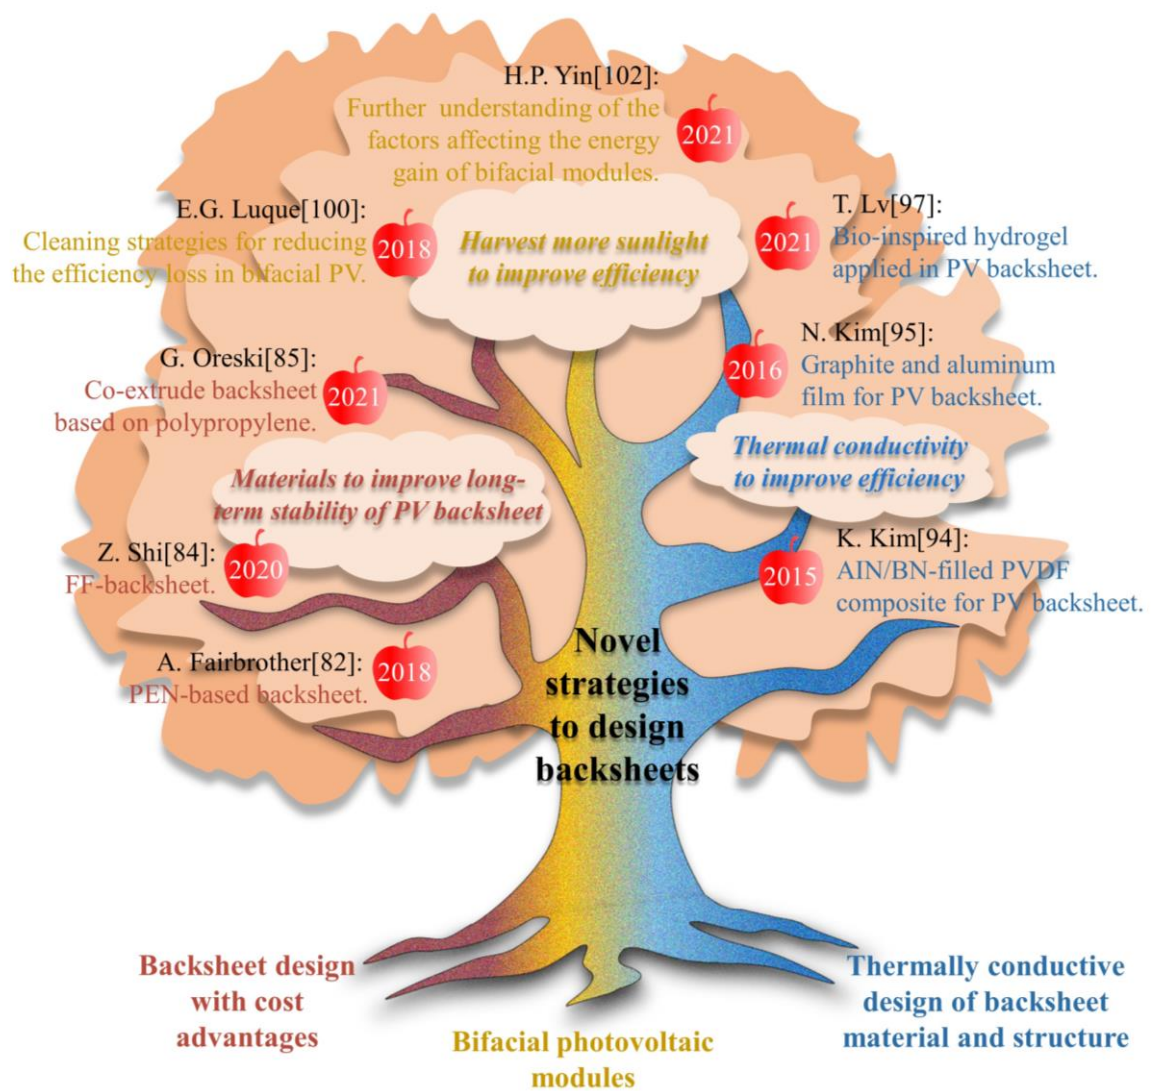 H.P. Yin[102]:
Further understanding of the
factors affecting the energy
gain of bifacial modules.
2021
E.G. Luque[100]:
Cleaning strategies for reducing
the efficiency loss in bifacial PV.
2018
Harvest more sunlight
to improve efficiency
2021
T. Lv[97]:
Bio-inspired hydrogel
applied in PV backsheet.
G. Oreski[85]:
Co-extrude backsheet
based on polypropylene.
2021
2016
N. Kim[95]:
Graphite and aluminum
film for PV backsheet.
Materials to improve long-
term stability of PV backsheet
Thermal conductivity
to improve efficiency
Z. Shi[84]:
FF-backsheet.
2020
2015
K. Kim[94]:
AIN/BN-filled PVDF
composite for PV backsheet.
A. Fairbrother[82]:
PEN-based backsheet.
2018
Novel
strategies
to design
backsheets
Backsheet design
with cost
advantages
Bifacial photovoltaic
modules
Thermally conductive
design of backsheet
material and structure